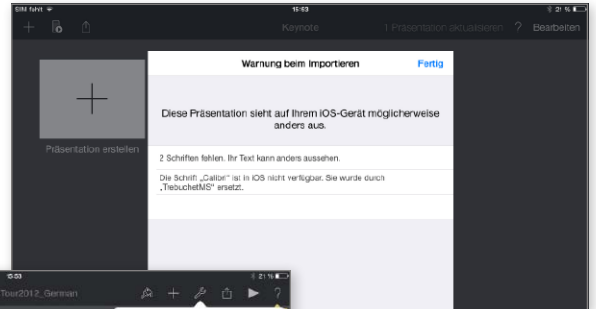 SIM fehlt 15:53 21 %
Keynote 1 Präsentation aktualisieren ? Bearbeiten
Warnung beim Importieren Fertig
Diese Präsentation sieht auf Ihrem iOS-Gerät möglicherweise
anders aus.
Präsentation erstellen
2 Schriften fehlen. Ihr Text kann anders aussehen.
Die Schrift „Calibri“ ist in iOS nicht verfügbar. Sie wurde durch
„TrebuchetMS“ ersetzt.
15:53 21 %
Tour2012_German ?